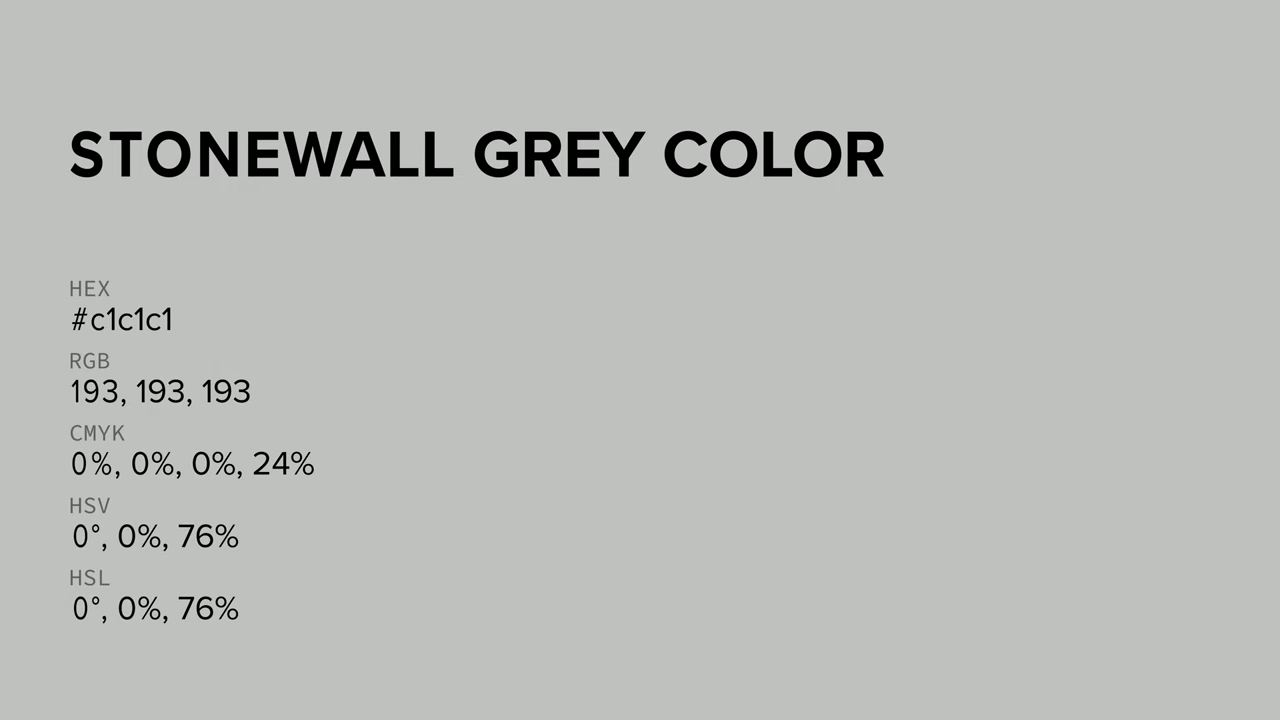 STONEWALL GREY COLOR
HEX
#c1c1c1
RGB
193, 193, 193
CMYK
0%, 0%, 0%, 24%
HSV
0°, 0%, 76%
HSL
0°, 0%, 76%